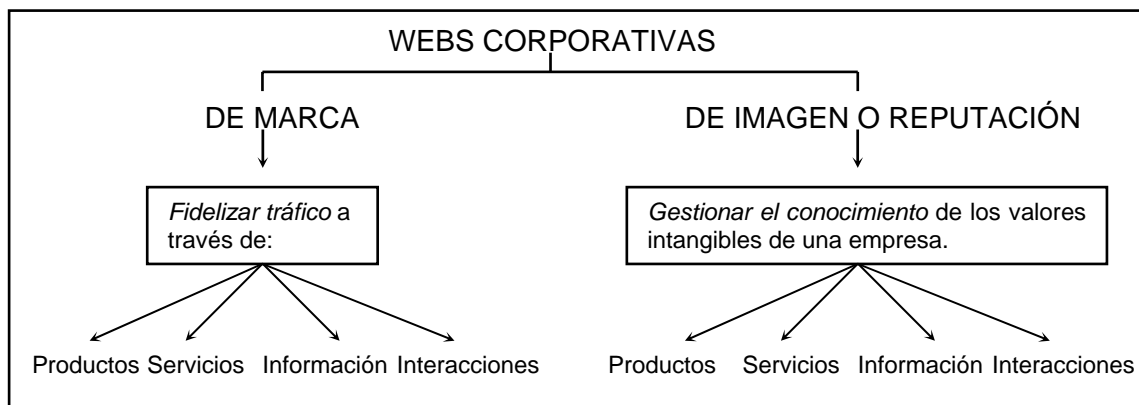 WEBS CORPORATIVAS
DE MARCA
DE IMAGEN O REPUTACIÓN
Fidelizar tráfico a
través de:
Gestionar el conocimiento de los valores
intangibles de una empresa.
Productos Servicios Información Interacciones
Productos Servicios Información Interacciones